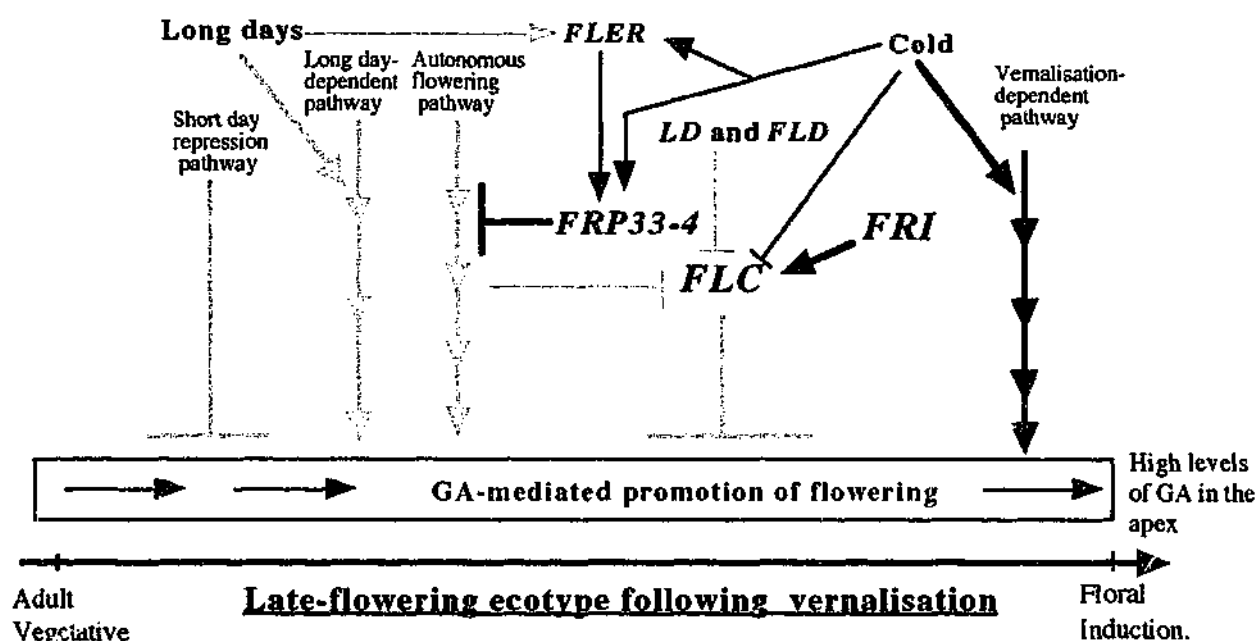 Long days
FLER
Cold
Long day-
dependent
pathway
Autonomous
flowering
pathway
Vernalisation-
dependent
pathway
Short day
repression
pathway
LD and FLD
FRP33-4
FRI
FLC
GA-mediated promotion of flowering
High levels
of GA in the
apex
Adult
Vegetative
Late-flowering ecotype following vernalisation
Floral
Induction.